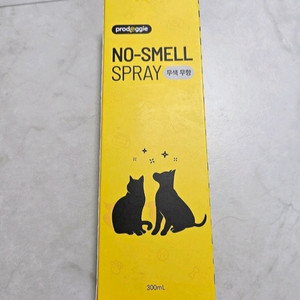 prodoggie
NO-SMELL
SPRAY 무색 무향
300mL